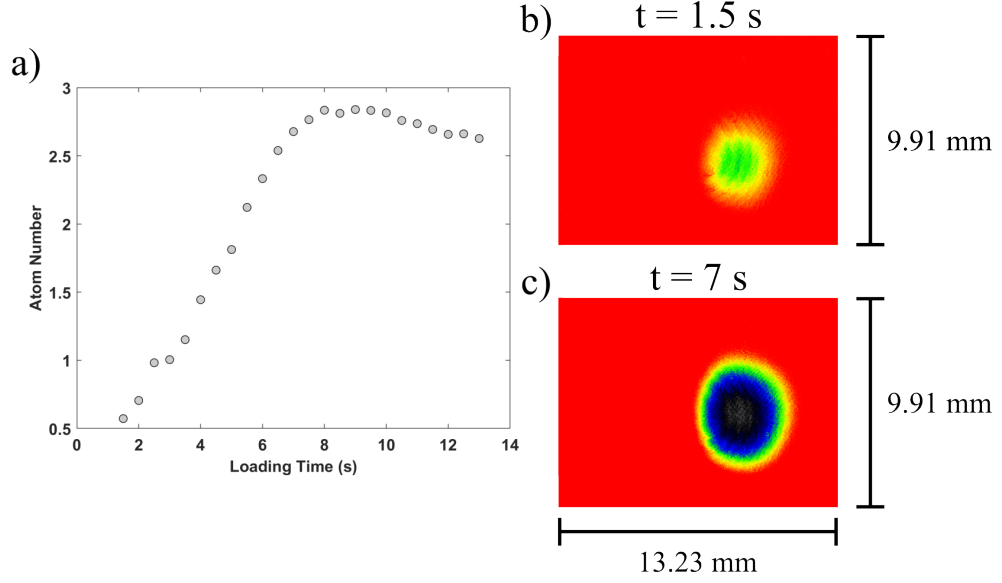 a)
3
2.5
2
1.5
1
0.5
0 2 4 6 8 10 12 14
Atom Number
Loading Time (s)
b)
t = 1.5 s
9.91 mm
c)
t = 7 s
9.91 mm
13.23 mm